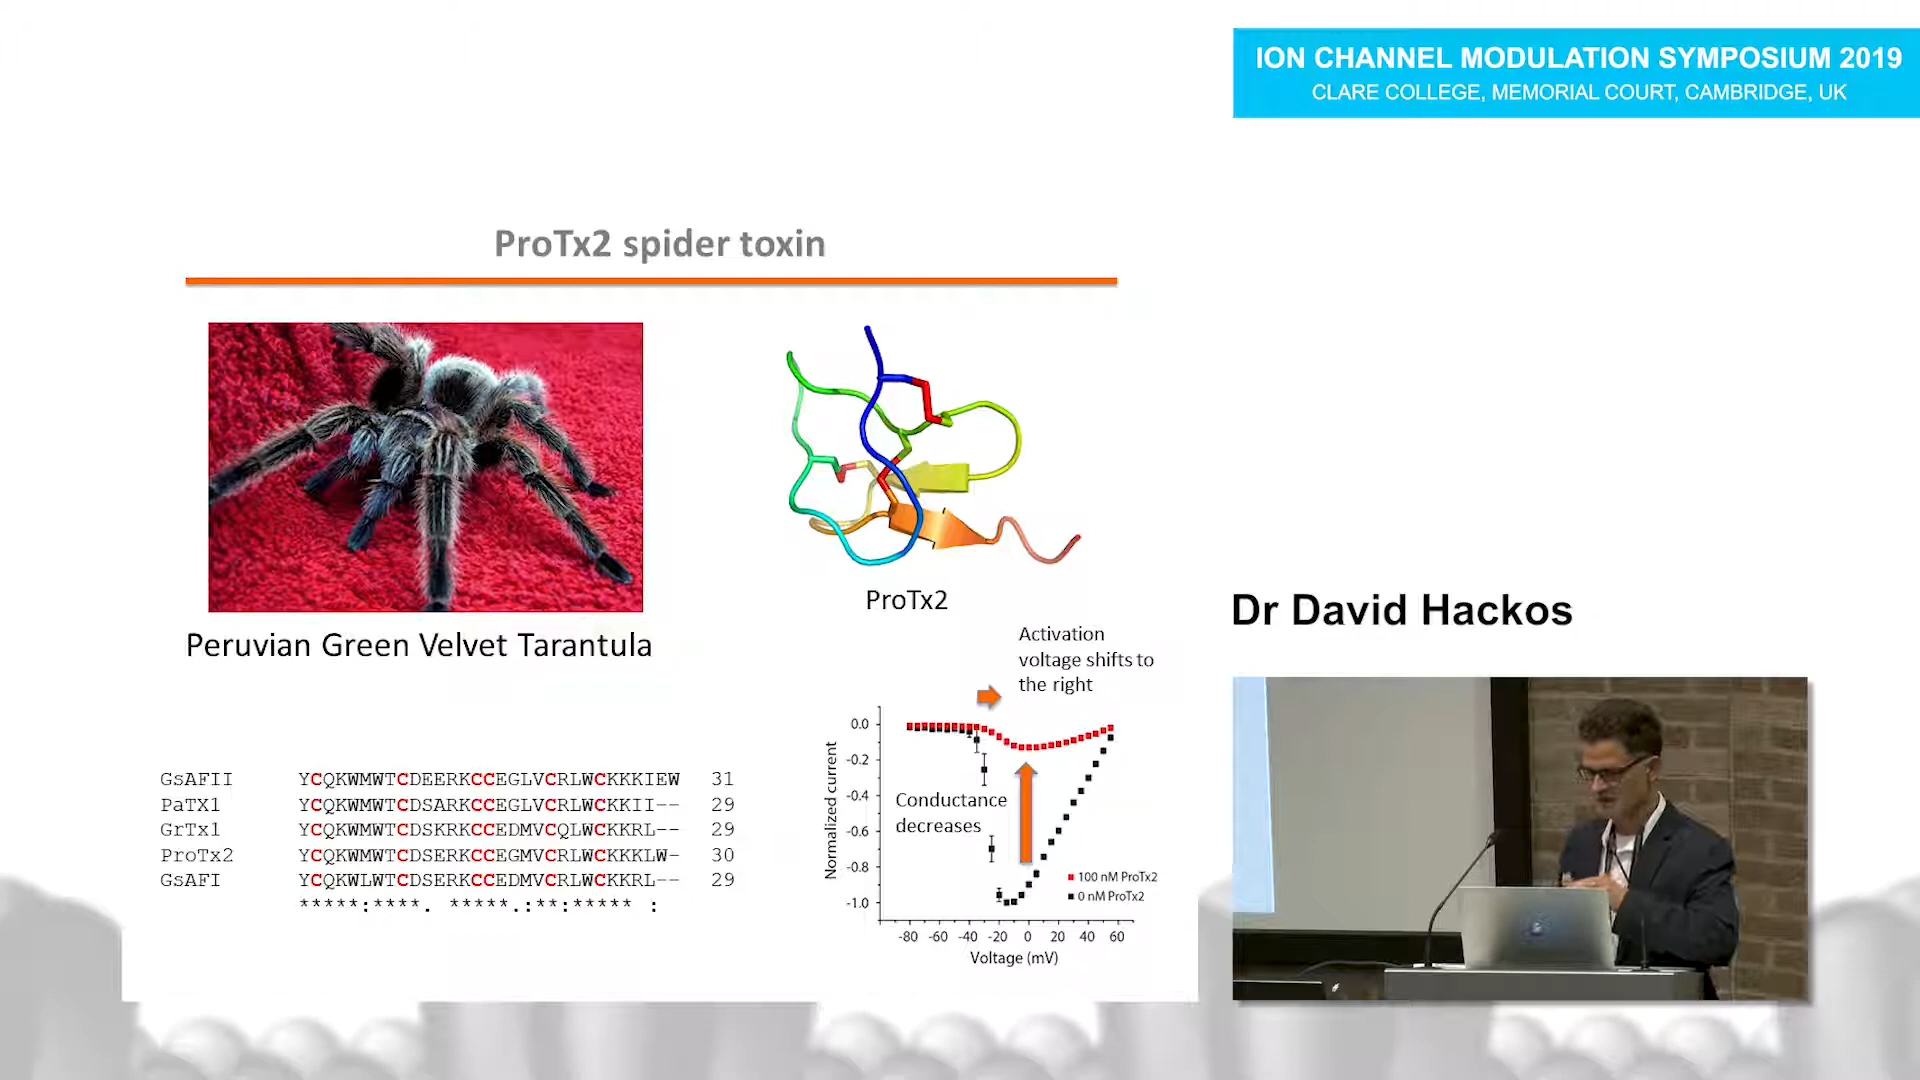 ION CHANNEL MODULATION SYMPOSIUM 2019
CLARE COLLEGE, MEMORIAL COURT, CAMBRIDGE, UK
ProTx2 spider toxin
Peruvian Green Velvet Tarantula
ProTx2
Activation
voltage shifts to
the right
Dr David Hackos
GsAFII YCQKWMWTCDEERKCCEGLVCRLWCKKKIEW 31
PaTX1 YCQKWMWTCDSARKCCEGLVCRLWCKKII-- 29
GrTx1 YCQKWMWTCDSKRKCCEDMVCQLWCKKRL-- 29
ProTx2 YCQKWMWTCDSERKCCEGMVCRLWCKKKLW- 30
GsAFI YCQKWLWTCDSERKCCEDMVCRLWCKKRL-- 29
*****:****. *****.:**:***** :
Normalized current
0.0
-0.2
-0.4
-0.6
-0.8
-1.0
Conductance
decreases
100 nM ProTx2
0 nM ProTx2
-80 -60 -40 -20 0 20 40 60
Voltage (mV)